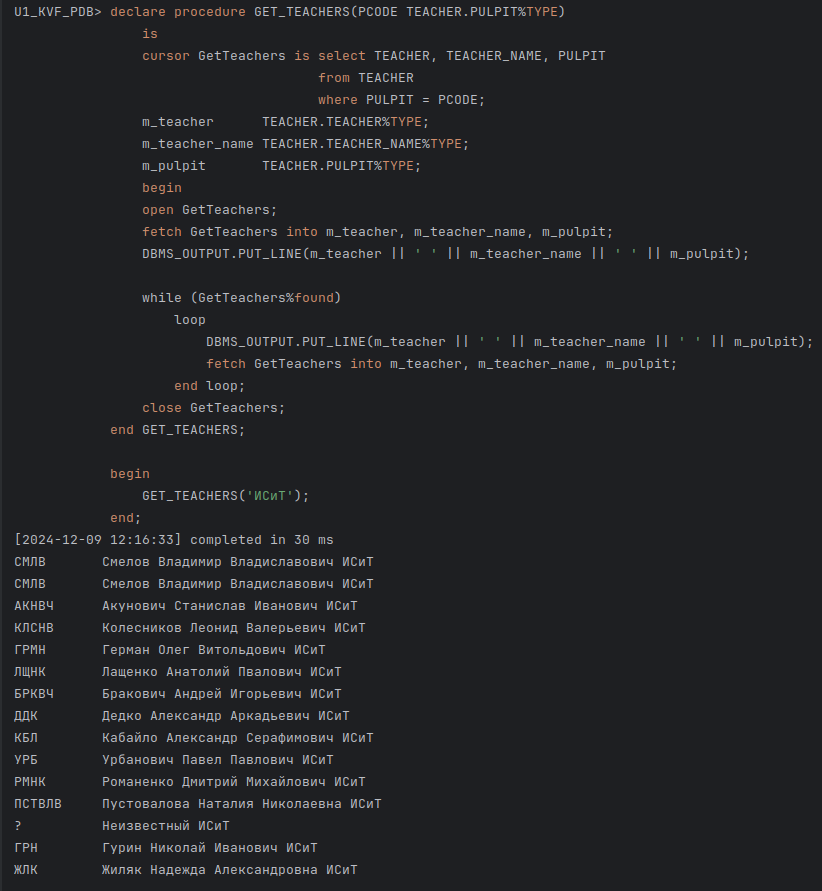 U1_KVF_PDB> declare procedure GET_TEACHERS(PCODE TEACHER.PULPIT%TYPE)
is
cursor GetTeachers is select TEACHER, TEACHER_NAME, PULPIT
from TEACHER
where PULPIT = PCODE;
m_teacher      TEACHER.TEACHER%TYPE;
m_teacher_name TEACHER.TEACHER_NAME%TYPE;
m_pulpit       TEACHER.PULPIT%TYPE;
begin
open GetTeachers;
fetch GetTeachers into m_teacher, m_teacher_name, m_pulpit;
DBMS_OUTPUT.PUT_LINE(m_teacher || ' ' || m_teacher_name || ' ' || m_pulpit);
while (GetTeachers%found)
loop
DBMS_OUTPUT.PUT_LINE(m_teacher || ' ' || m_teacher_name || ' ' || m_pulpit);
fetch GetTeachers into m_teacher, m_teacher_name, m_pulpit;
end loop;
close GetTeachers;
end GET_TEACHERS;
begin
GET_TEACHERS('ИСиТ');
end;
[2024-12-09 12:16:33] completed in 30 ms
СМЛВ       Смелов Владимир Владиславович ИСиТ
СМЛВ       Смелов Владимир Владиславович ИСиТ
АКНВЧ      Акунович Станислав Иванович ИСиТ
КЛСНВ      Колесников Леонид Валерьевич ИСиТ
ГРМН       Герман Олег Витольдович ИСиТ
ЛЩНК       Лащенко Анатолий Пвалович ИСиТ
БРКВЧ      Бракович Андрей Игорьевич ИСиТ
ДДК        Дедко Александр Аркадьевич ИСиТ
КБЛ        Кабайло Александр Серафимович ИСиТ
УРБ        Урбанович Павел Павлович ИСиТ
РМНК       Романенко Дмитрий Михайлович ИСиТ
ПСТВЛВ     Пустовалова Наталия Николаевна ИСиТ
?          Неизвестный ИСиТ
ГРН        Гурин Николай Иванович ИСиТ
ЖЛК        Жиляк Надежда Александровна ИСиТ